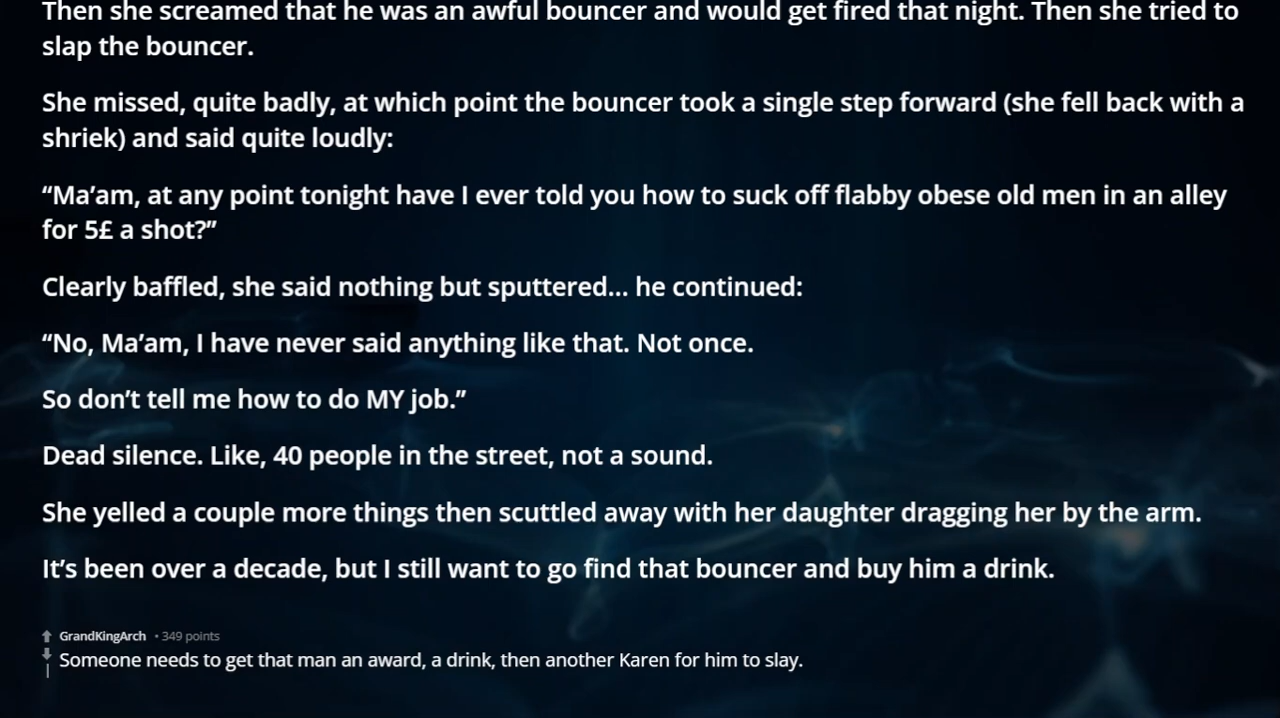 Then she screamed that he was an awful bouncer and would get fired that night. Then she tried to
slap the bouncer.
She missed, quite badly, at which point the bouncer took a single step forward (she fell back with a
shriek) and said quite loudly:
“Ma’am, at any point tonight have I ever told you how to suck off flabby obese old men in an alley
for 5£ a shot?”
Clearly baffled, she said nothing but sputtered... he continued:
“No, Ma’am, I have never said anything like that. Not once.
So don’t tell me how to do MY job.”
Dead silence. Like, 40 people in the street, not a sound.
She yelled a couple more things then scuttled away with her daughter dragging her by the arm.
It’s been over a decade, but I still want to go find that bouncer and buy him a drink.
GrandKingArch • 349 points
Someone needs to get that man an award, a drink, then another Karen for him to slay.